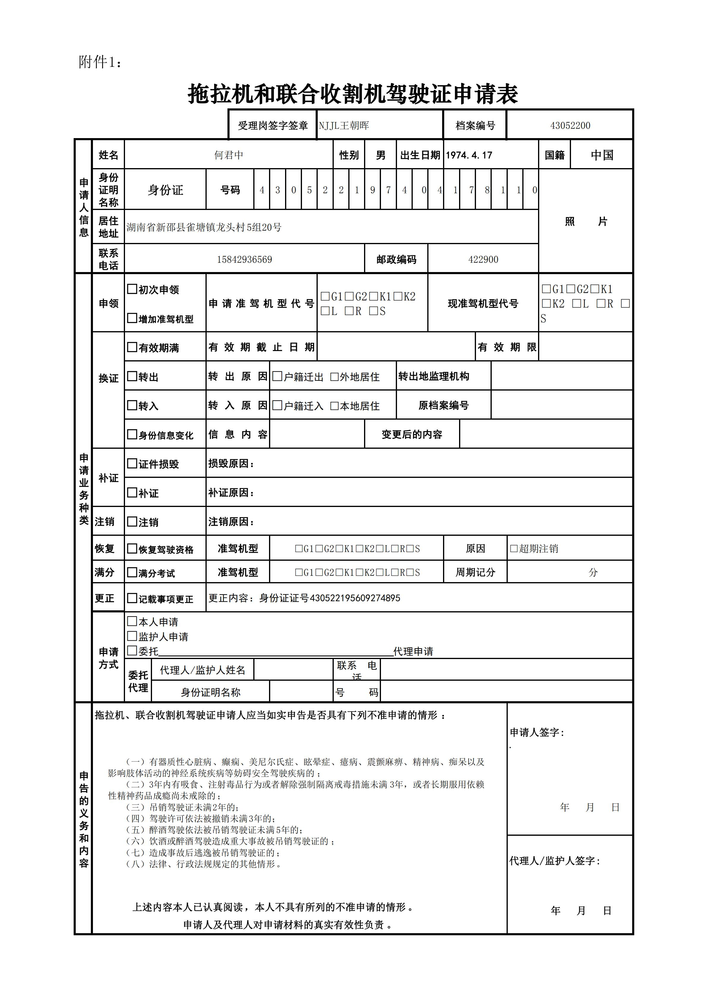 附件1：
拖拉机和联合收割机驾驶证申请表
受理岗签字签章 NJJL王朝晖 档案编号 43052200
申请人信息
姓名 何君中 性别 男 出生日期 1974.4.17 国籍 中国
身份证明名称 身份证 号码 4 3 0 5 2 2 1 9 7 4 0 4 1 7 8 1 1 0
照 片
居住地址 湖南省新邵县雀塘镇龙头村5组20号
联系电话 15842936569 邮政编码 422900
申请业务种类
申领 □初次申领
□增加准驾机型
申请准驾机型代号 □G1□G2□K1□K2
□L □R □S
现准驾机型代号 □G1□G2□K1
□K2 □L □R □
S
换证
□有效期满 有效期截止日期 有效期限
□转出 转出原因 □户籍迁出 □外地居住 转出地监理机构
□转入 转入原因 □户籍迁入 □本地居住 原档案编号
□身份信息变化 信息内容 变更后的内容
补证
□证件损毁 损毁原因：
□补证 补证原因：
注销 □注销 注销原因：
恢复 □恢复驾驶资格 准驾机型 □G1□G2□K1□K2□L□R□S 原因 □超期注销
满分 □满分考试 准驾机型 □G1□G2□K1□K2□L□R□S 周期记分 分
更正 □记载事项更正 更正内容：身份证证号430522195609274895
申请方式
□本人申请
□监护人申请
□委托 代理申请
委托代理
代理人/监护人姓名 联系 电话
身份证明名称 号 码
申告的义务和内容
拖拉机、联合收割机驾驶证申请人应当如实申告是否具有下列不准申请的情形：
（一）有器质性心脏病、癫痫、美尼尔氏症、眩晕症、癔病、震颤麻痹、精神病、痴呆以及
影响肢体活动的神经系统疾病等妨碍安全驾驶疾病的；
（二）3年内有吸食、注射毒品行为或者解除强制隔离戒毒措施未满3年，或者长期服用依赖
性精神药品成瘾尚未戒除的；
（三）吊销驾驶证未满2年的；
（四）驾驶许可依法被撤销未满3年的；
（五）醉酒驾驶依法被吊销驾驶证未满5年的；
（六）饮酒或醉酒驾驶造成重大事故被吊销驾驶证的；
（七）造成事故后逃逸被吊销驾驶证的；
（八）法律、行政法规规定的其他情形。
上述内容本人已认真阅读，本人不具有所列的不准申请的情形。
申请人及代理人对申请材料的真实有效性负责。
申请人签字：
.
年 月 日
代理人/监护人签字：
年 月 日